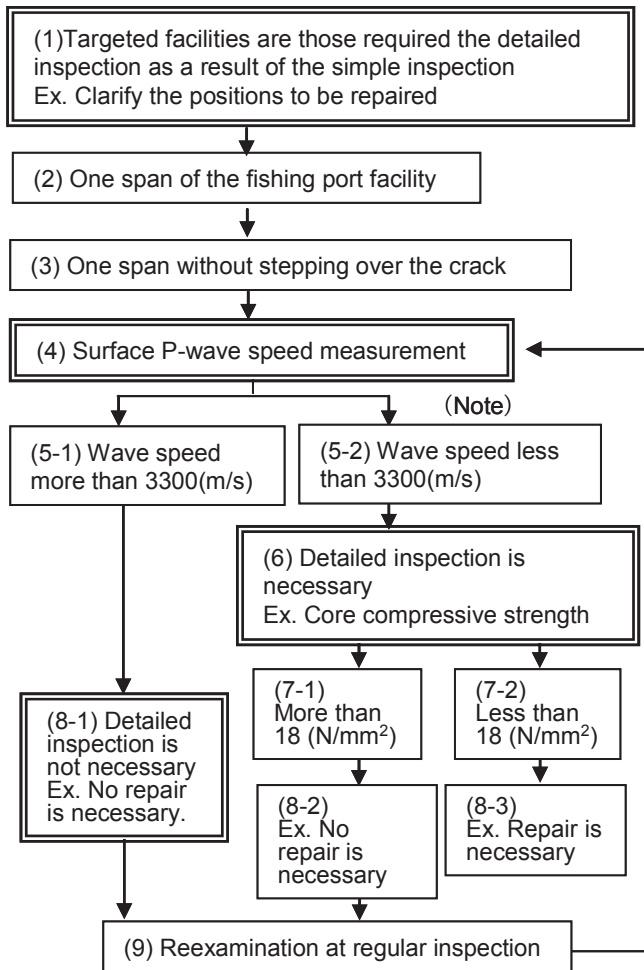 (1)Targeted facilities are those required the detailed
inspection as a result of the simple inspection
Ex. Clarify the positions to be repaired
(2) One span of the fishing port facility
(3) One span without stepping over the crack
(4) Surface P-wave speed measurement
(Note)
(5-1) Wave speed
more than 3300(m/s)
(5-2) Wave speed less
than 3300(m/s)
(6) Detailed inspection is
necessary
Ex. Core compressive strength
(7-1)
More than
18 (N/mm²)
(7-2)
Less than
18 (N/mm²)
(8-1) Detailed
inspection is
not necessary
Ex. No repair
is necessary.
(8-2)
Ex. No
repair is
necessary
(8-3)
Ex. Repair is
necessary
(9) Reexamination at regular inspection